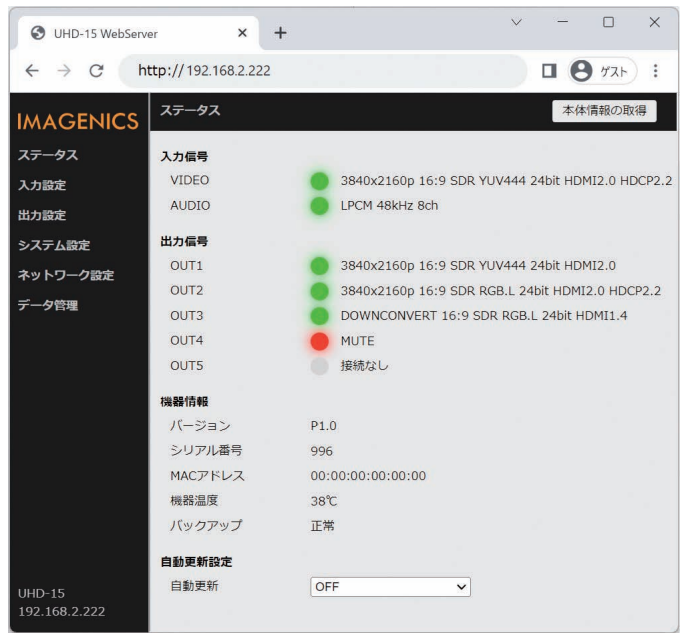 UHD-15 WebServer
http://192.168.2.222
ゲスト
IMAGENICS
ステータス
入力設定
出力設定
システム設定
ネットワーク設定
データ管理
UHD-15
192.168.2.222
ステータス
本体情報の取得
入力信号
VIDEO 3840x2160p 16:9 SDR YUV444 24bit HDMI2.0 HDCP2.2
AUDIO LPCM 48kHz 8ch
出力信号
OUT1 3840x2160p 16:9 SDR YUV444 24bit HDMI2.0
OUT2 3840x2160p 16:9 SDR RGB.L 24bit HDMI2.0 HDCP2.2
OUT3 DOWNCONVERT 16:9 SDR RGB.L 24bit HDMI1.4
OUT4 MUTE
OUT5 接続なし
機器情報
バージョン P1.0
シリアル番号 996
MACアドレス 00:00:00:00:00:00
機器温度 38℃
バックアップ 正常
自動更新設定
自動更新 OFF